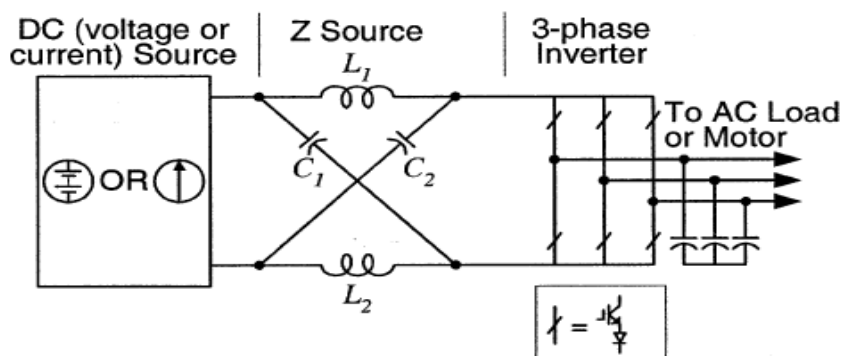 DC (voltage or
current) Source
Z Source
3-phase
Inverter
L1
To AC Load
or Motor
OR
C1
C2
L2
=